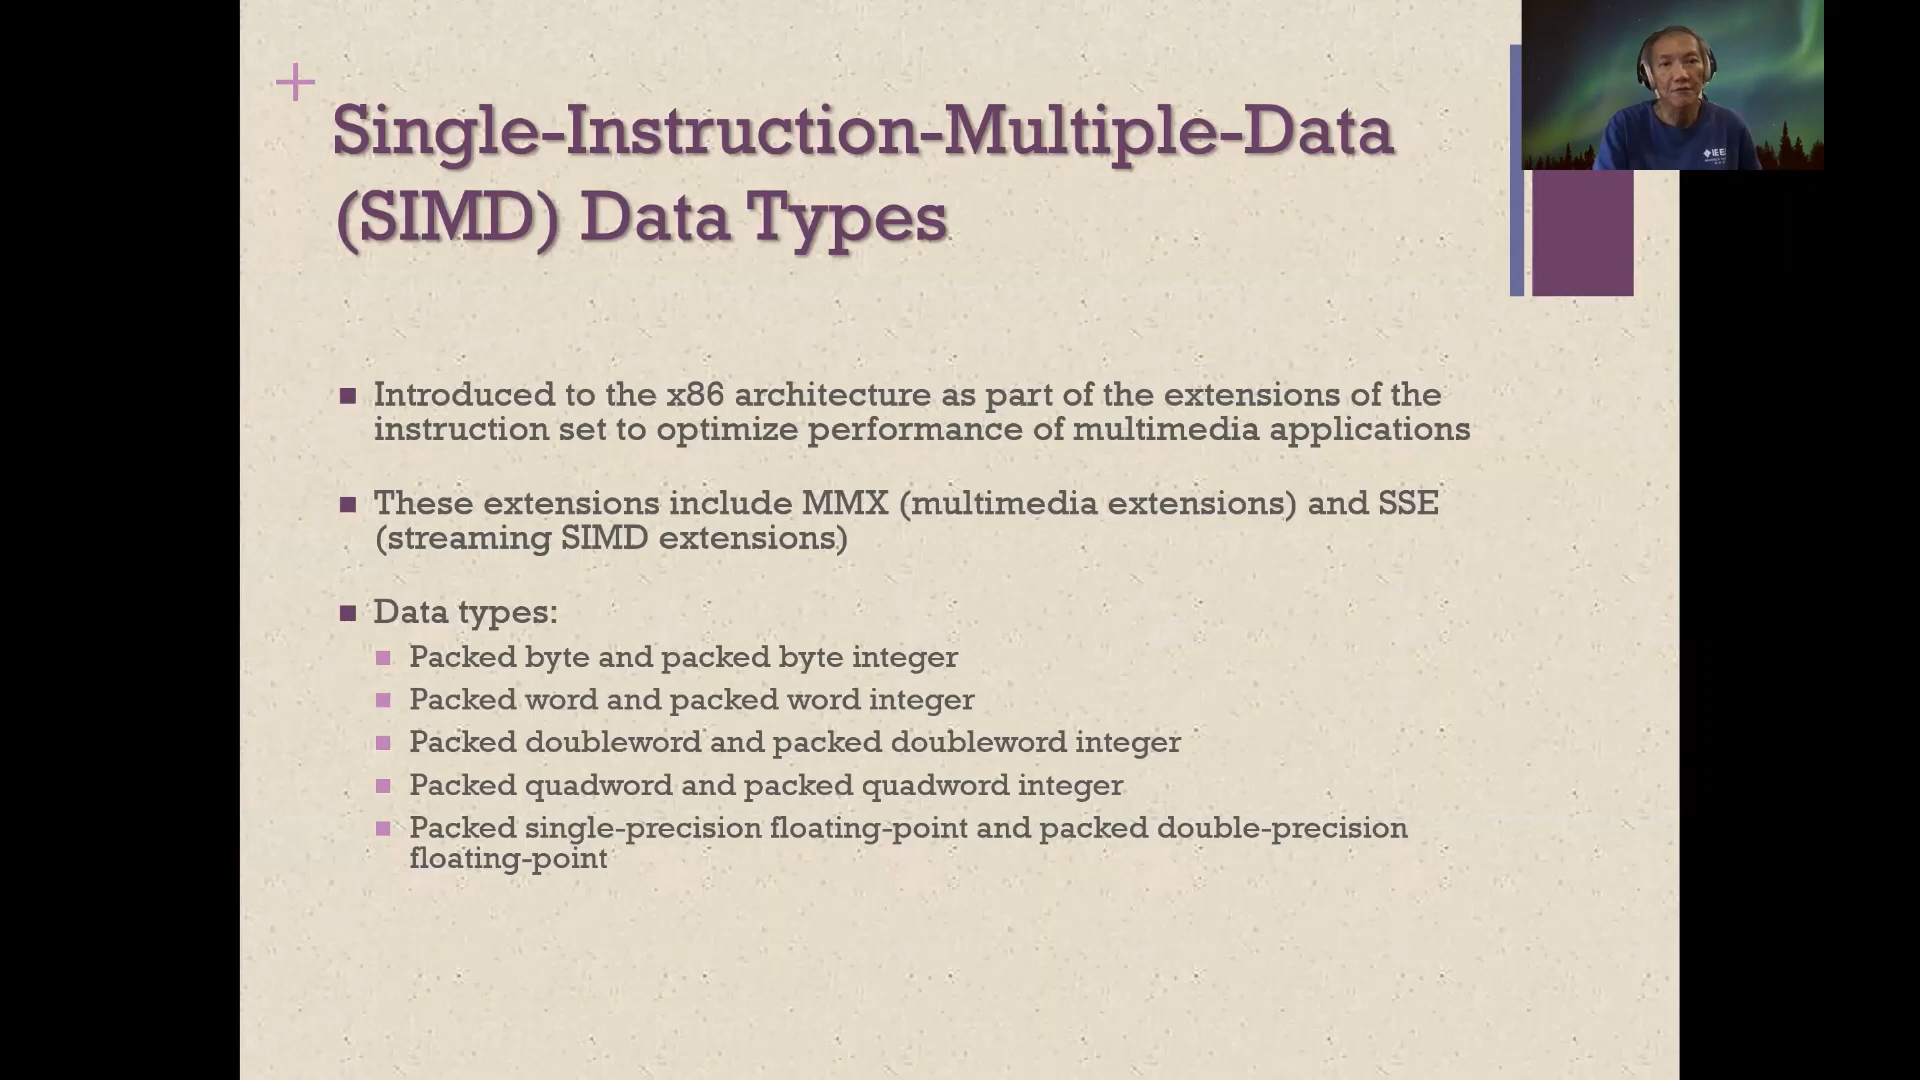 +
Single-Instruction-Multiple-Data
(SIMD) Data Types
Introduced to the x86 architecture as part of the extensions of the
instruction set to optimize performance of multimedia applications
These extensions include MMX (multimedia extensions) and SSE
(streaming SIMD extensions)
Data types:
Packed byte and packed byte integer
Packed word and packed word integer
Packed doubleword and packed doubleword integer
Packed quadword and packed quadword integer
Packed single-precision floating-point and packed double-precision
floating-point